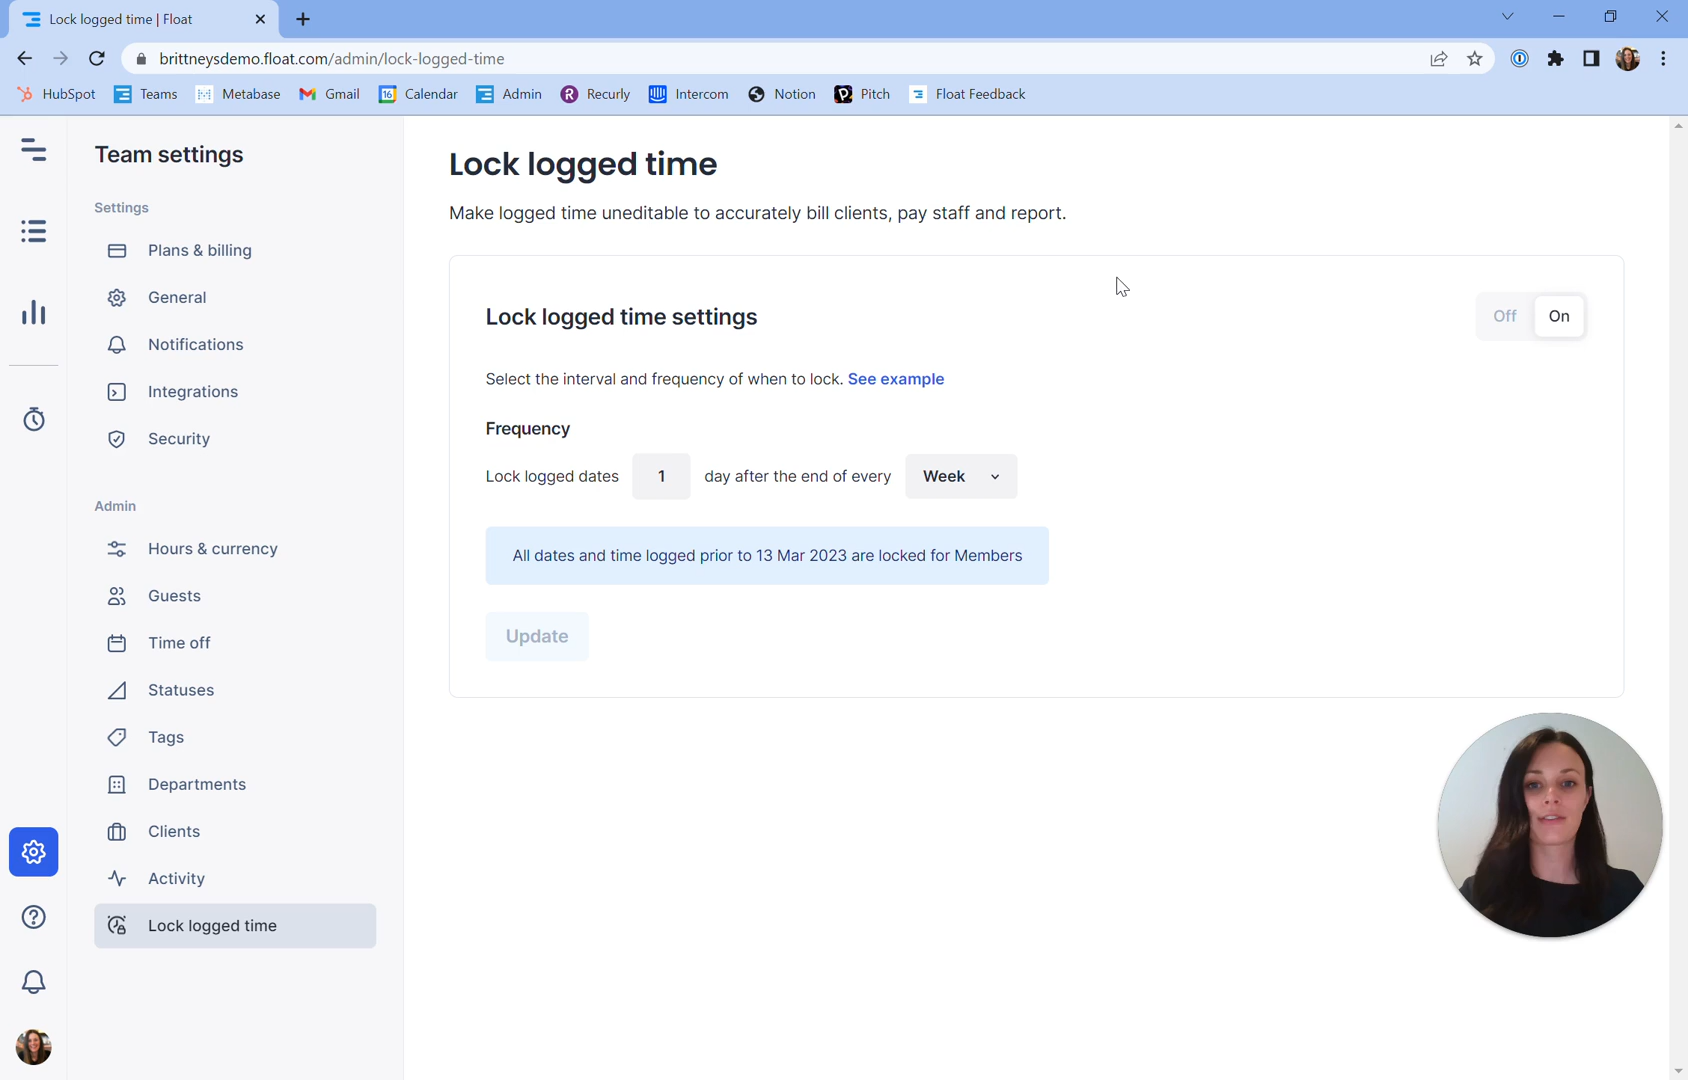 Lock logged time | Float
brittneysdemo.float.com/admin/lock-logged-time
HubSpot Teams Metabase Gmail 16 Calendar Admin R Recurly Intercom Notion P Pitch Float Feedback
Team settings
Settings
Plans & billing
General
Notifications
Integrations
Security
Admin
Hours & currency
Guests
Time off
Statuses
Tags
Departments
Clients
Activity
Lock logged time
Lock logged time
Make logged time uneditable to accurately bill clients, pay staff and report.
Lock logged time settings
Off On
Select the interval and frequency of when to lock. See example
Frequency
Lock logged dates 1 day after the end of every Week
All dates and time logged prior to 13 Mar 2023 are locked for Members
Update